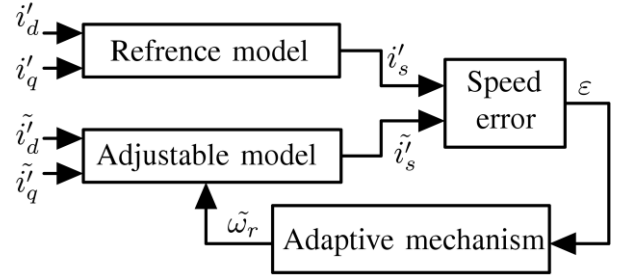 i′_d
Refrence model
i′_q
i′_s
Speed
error
ε
ĩ′_d
Adjustable model
ĩ′_q
ĩ′_s
ω̃_r
Adaptive mechanism